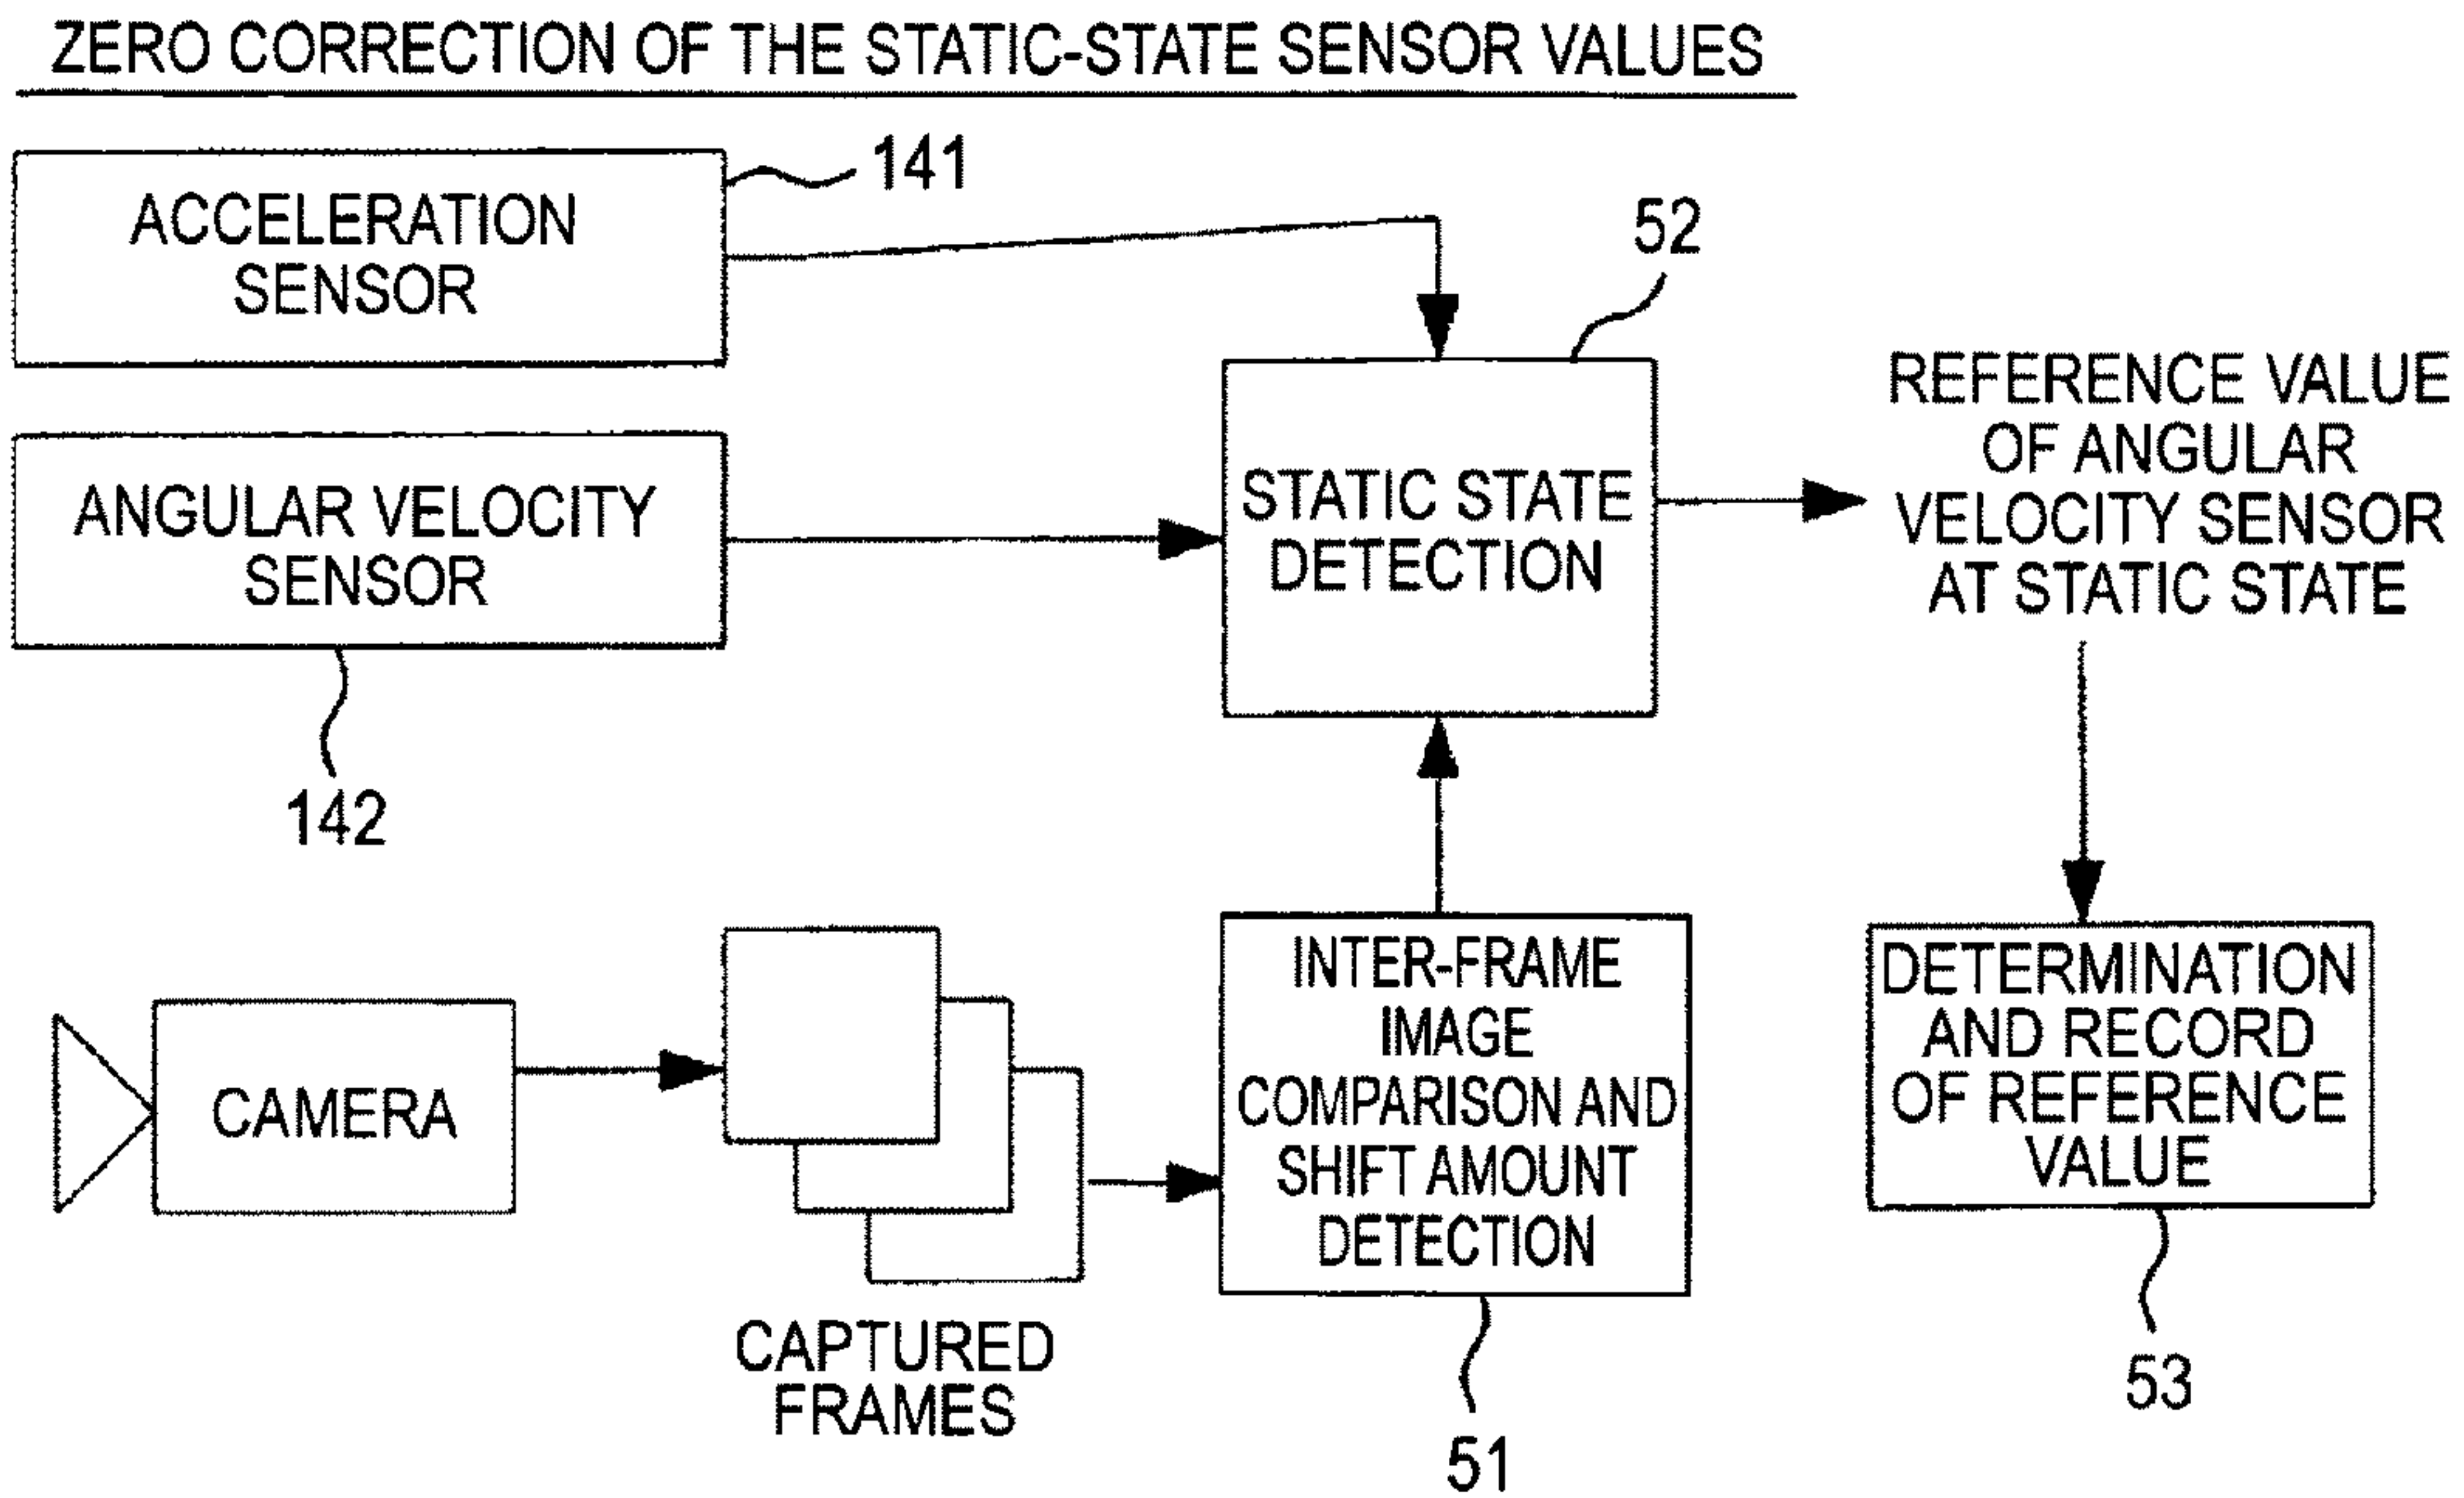 ZERO CORRECTION OF THE STATIC-STATE SENSOR VALUES
141
ACCELERATION
SENSOR
52
ANGULAR VELOCITY
SENSOR
142
STATIC STATE
DETECTION
REFERENCE VALUE
OF ANGULAR
VELOCITY SENSOR
AT STATIC STATE
CAMERA
CAPTURED
FRAMES
INTER-FRAME
IMAGE
COMPARISON AND
SHIFT AMOUNT
DETECTION
51
DETERMINATION
AND RECORD
OF REFERENCE
VALUE
53